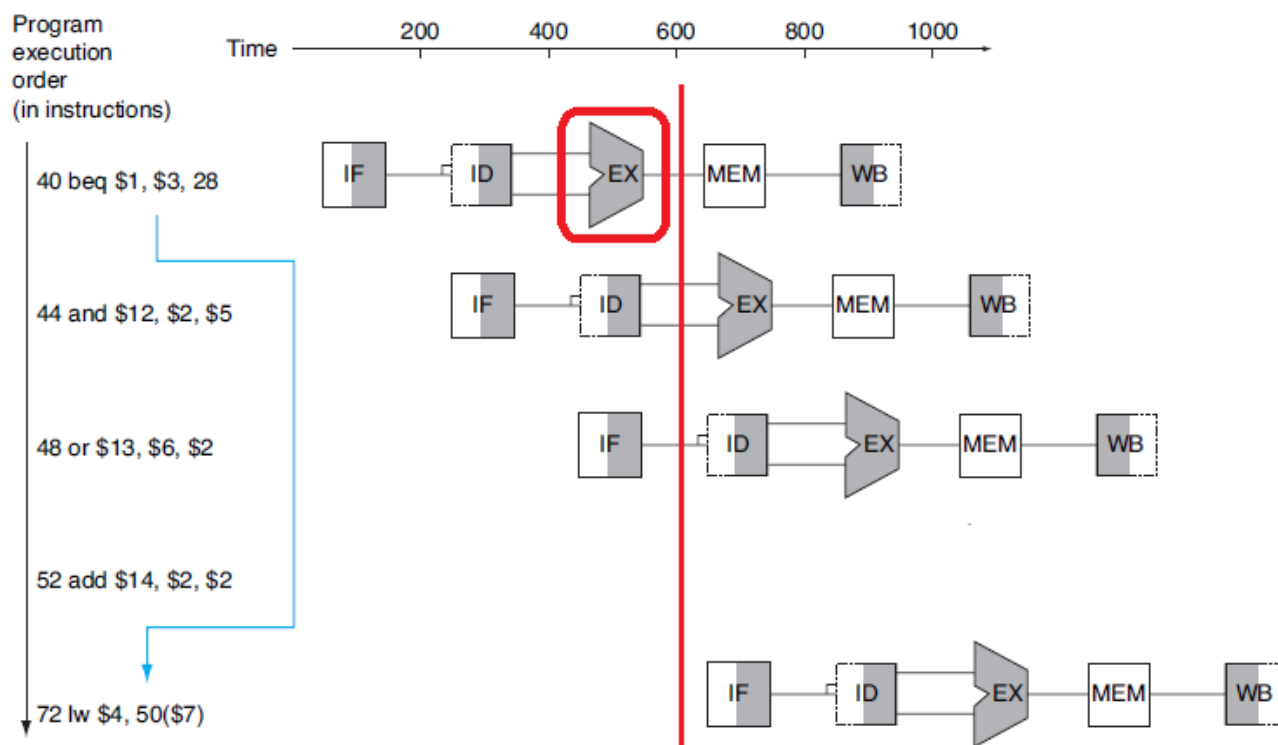 Program
execution
order
(in instructions)
Time
200 400 600 800 1000
40 beq $1, $3, 28
IF ID EX MEM WB
44 and $12, $2, $5
IF ID EX MEM WB
48 or $13, $6, $2
IF ID EX MEM WB
52 add $14, $2, $2
72 lw $4, 50($7)
IF ID EX MEM WB